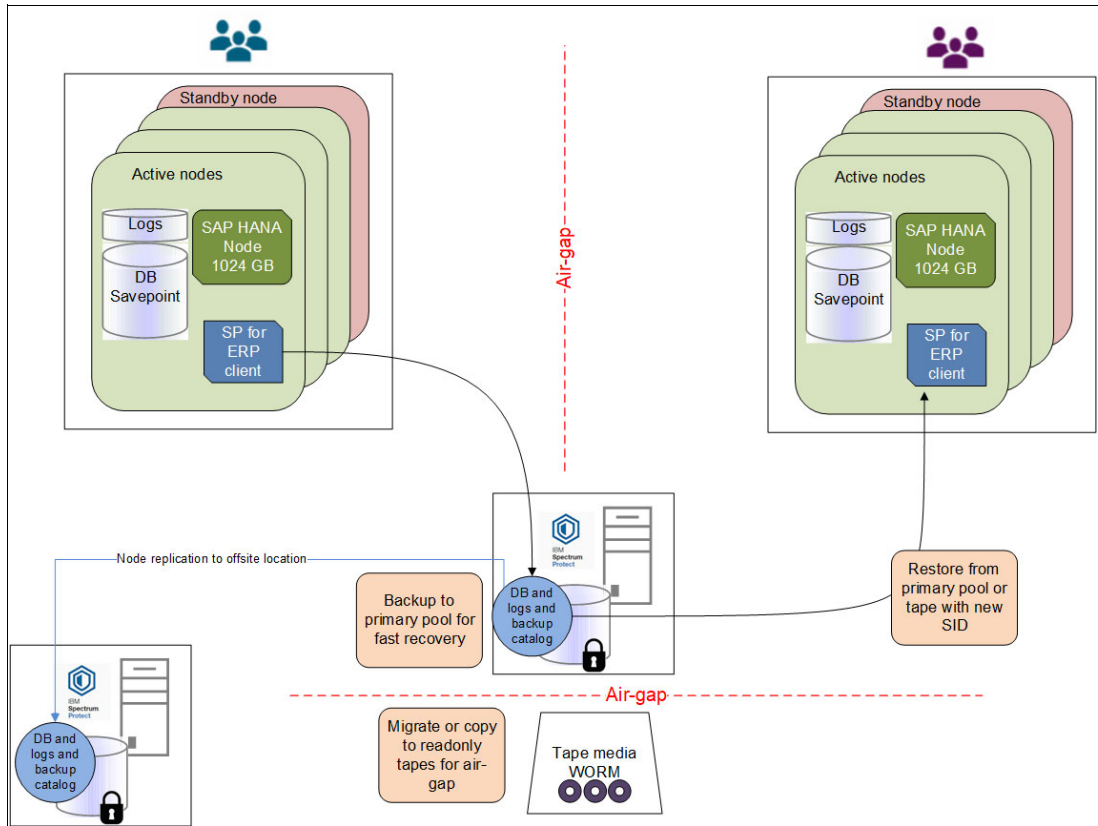 Standby node
Active nodes
Logs
DB
Savepoint
SAP HANA
Node
1024 GB
SP for
ERP
client
Air-gap
Standby node
Active nodes
Logs
DB
Savepoint
SAP HANA
Node
1024 GB
SP for
ERP
client
Node replication to offsite location
Backup to
primary pool for
fast recovery
IBM
Spectrum
Protect
DB and
logs and
backup
catalog
Restore from
primary pool or
tape with new
SID
IBM
Spectrum
Protect
DB and
logs and
backup
catalog
Air-gap
Migrate or copy
to readonly
tapes for air-
gap
Tape media
WORM